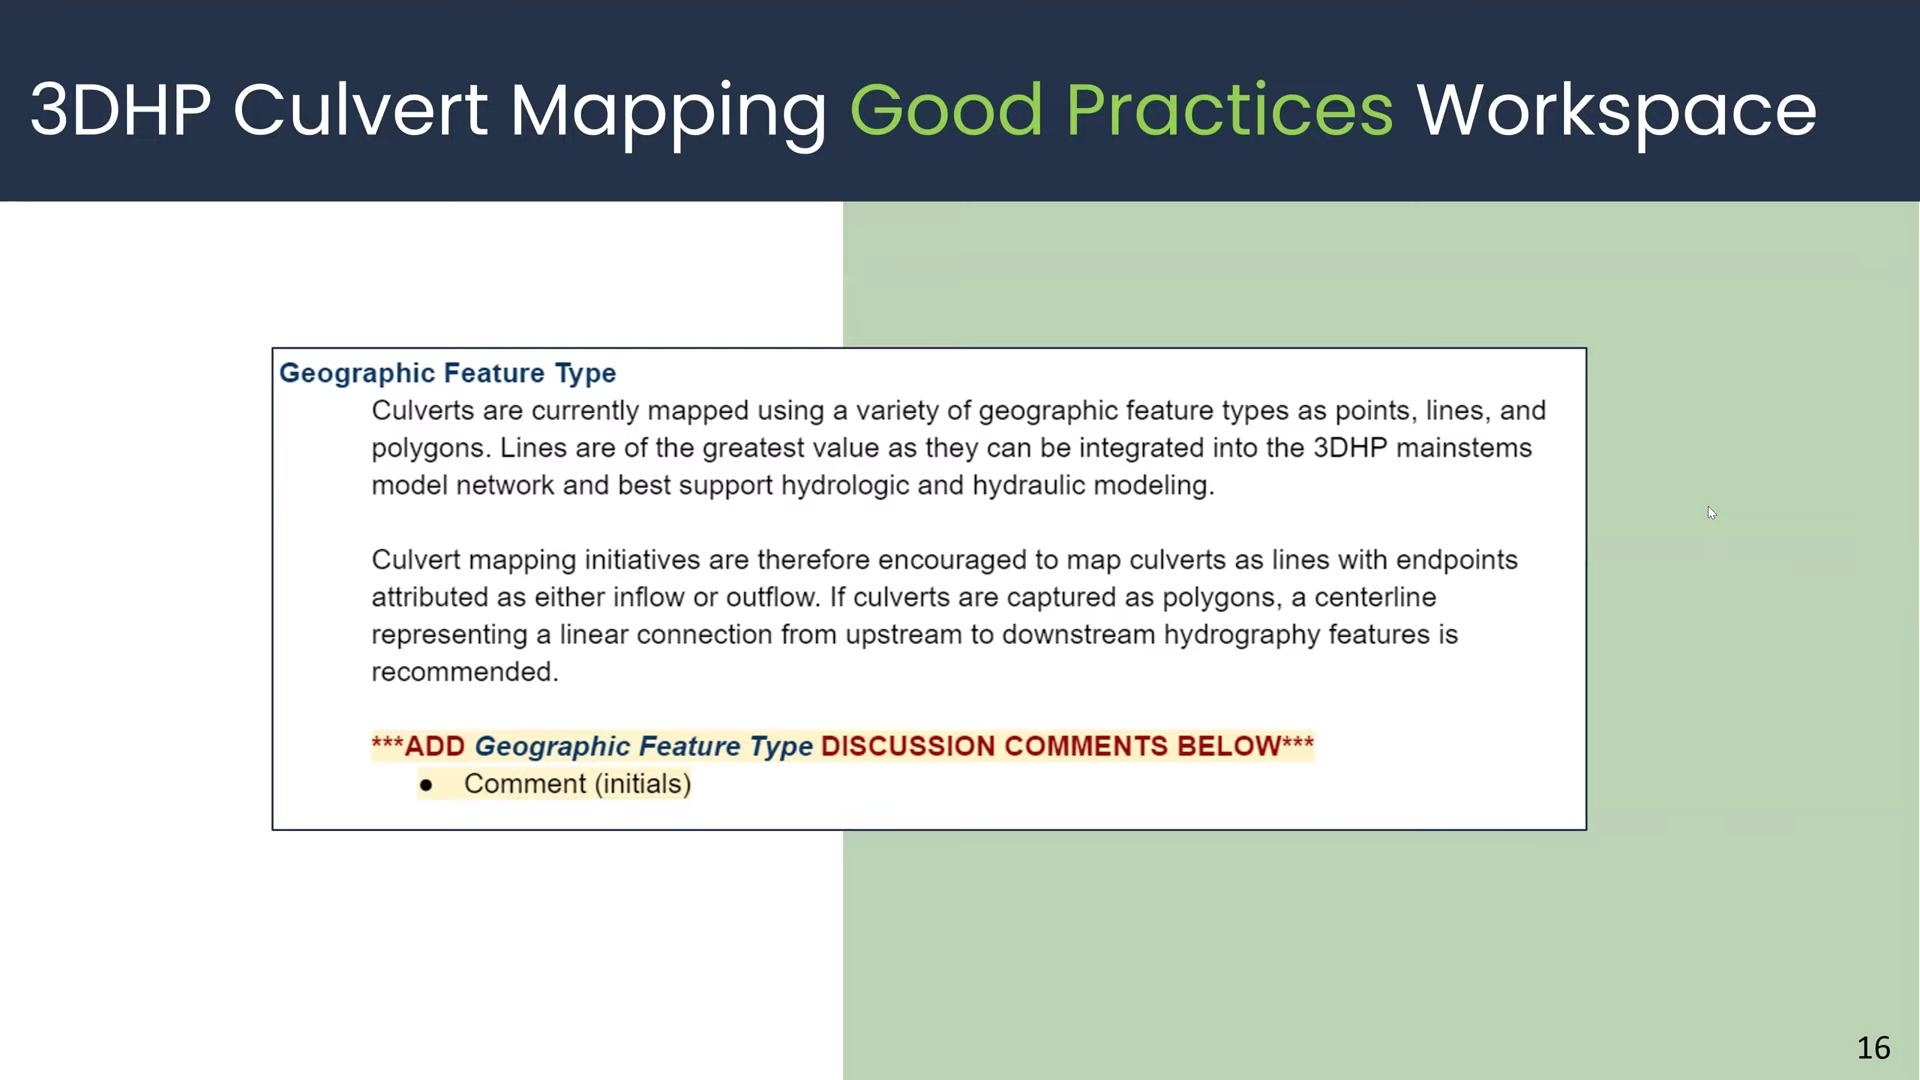 3DHP Culvert Mapping Good Practices Workspace
Geographic Feature Type
Culverts are currently mapped using a variety of geographic feature types as points, lines, and
polygons. Lines are of the greatest value as they can be integrated into the 3DHP mainstems
model network and best support hydrologic and hydraulic modeling.
Culvert mapping initiatives are therefore encouraged to map culverts as lines with endpoints
attributed as either inflow or outflow. If culverts are captured as polygons, a centerline
representing a linear connection from upstream to downstream hydrography features is
recommended.
***ADD Geographic Feature Type DISCUSSION COMMENTS BELOW***
● Comment (initials)
16